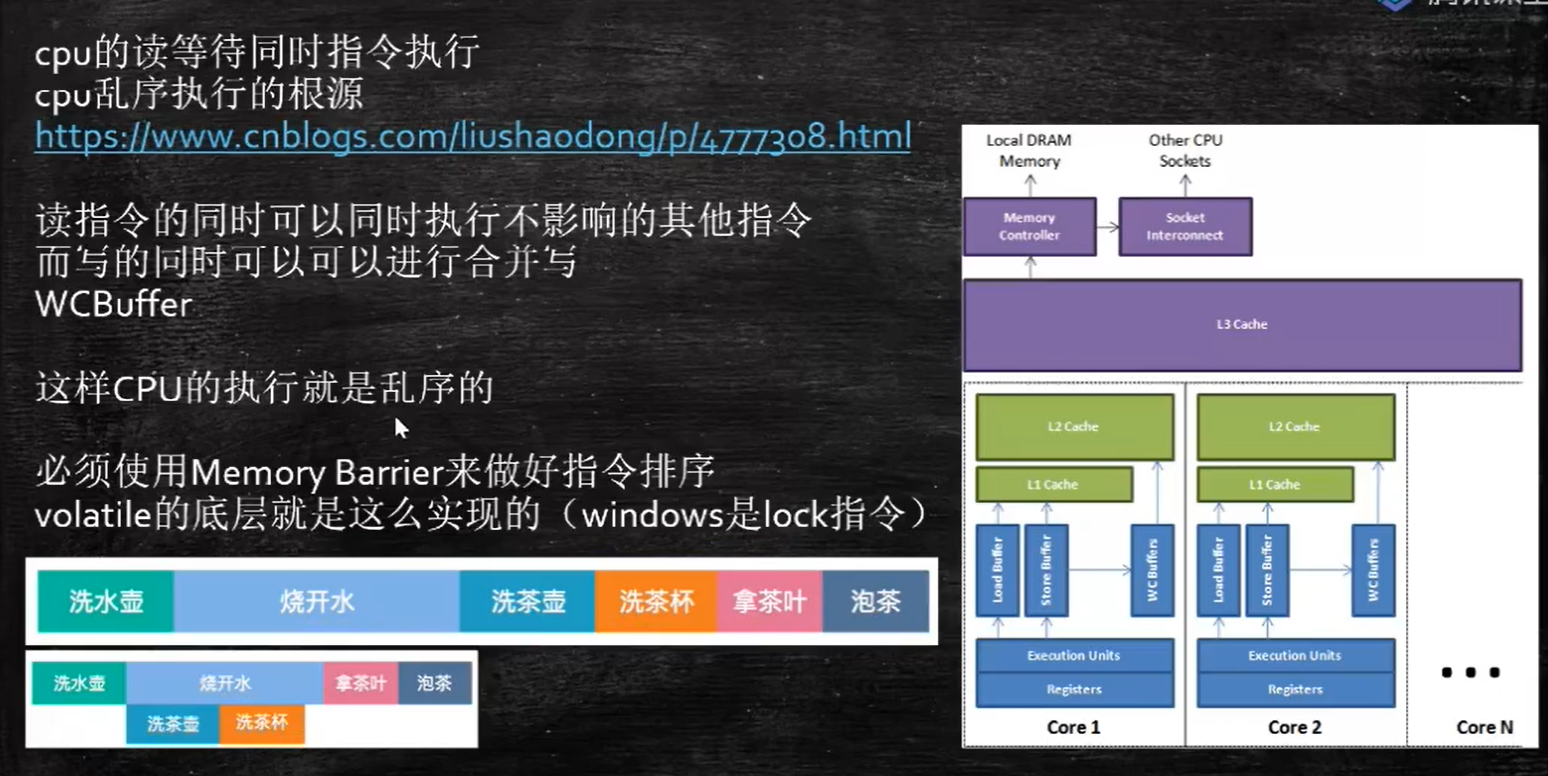 cpu的读等待同时指令执行
cpu乱序执行的根源
https://www.cnblogs.com/liushaodong/p/4777308.html
读指令的同时可以同时执行不影响的其他指令
而写的同时可以可以进行合并写
WCBuffer
这样CPU的执行就是乱序的
必须使用Memory Barrier来做好指令排序
volatile的底层就是这么实现的（windows是lock指令）
洗水壶 烧开水 洗茶壶 洗茶杯 拿茶叶 泡茶
洗水壶 烧开水 拿茶叶 泡茶
洗茶壶 洗茶杯
Local DRAM Memory
Other CPU Sockets
Memory Controller
Socket Interconnect
L3 Cache
L2 Cache
L1 Cache
Load Buffer
Store Buffer
WC Buffers
Execution Units
Registers
Core 1
L2 Cache
L1 Cache
Load Buffer
Store Buffer
WC Buffers
Execution Units
Registers
Core 2
...
Core N